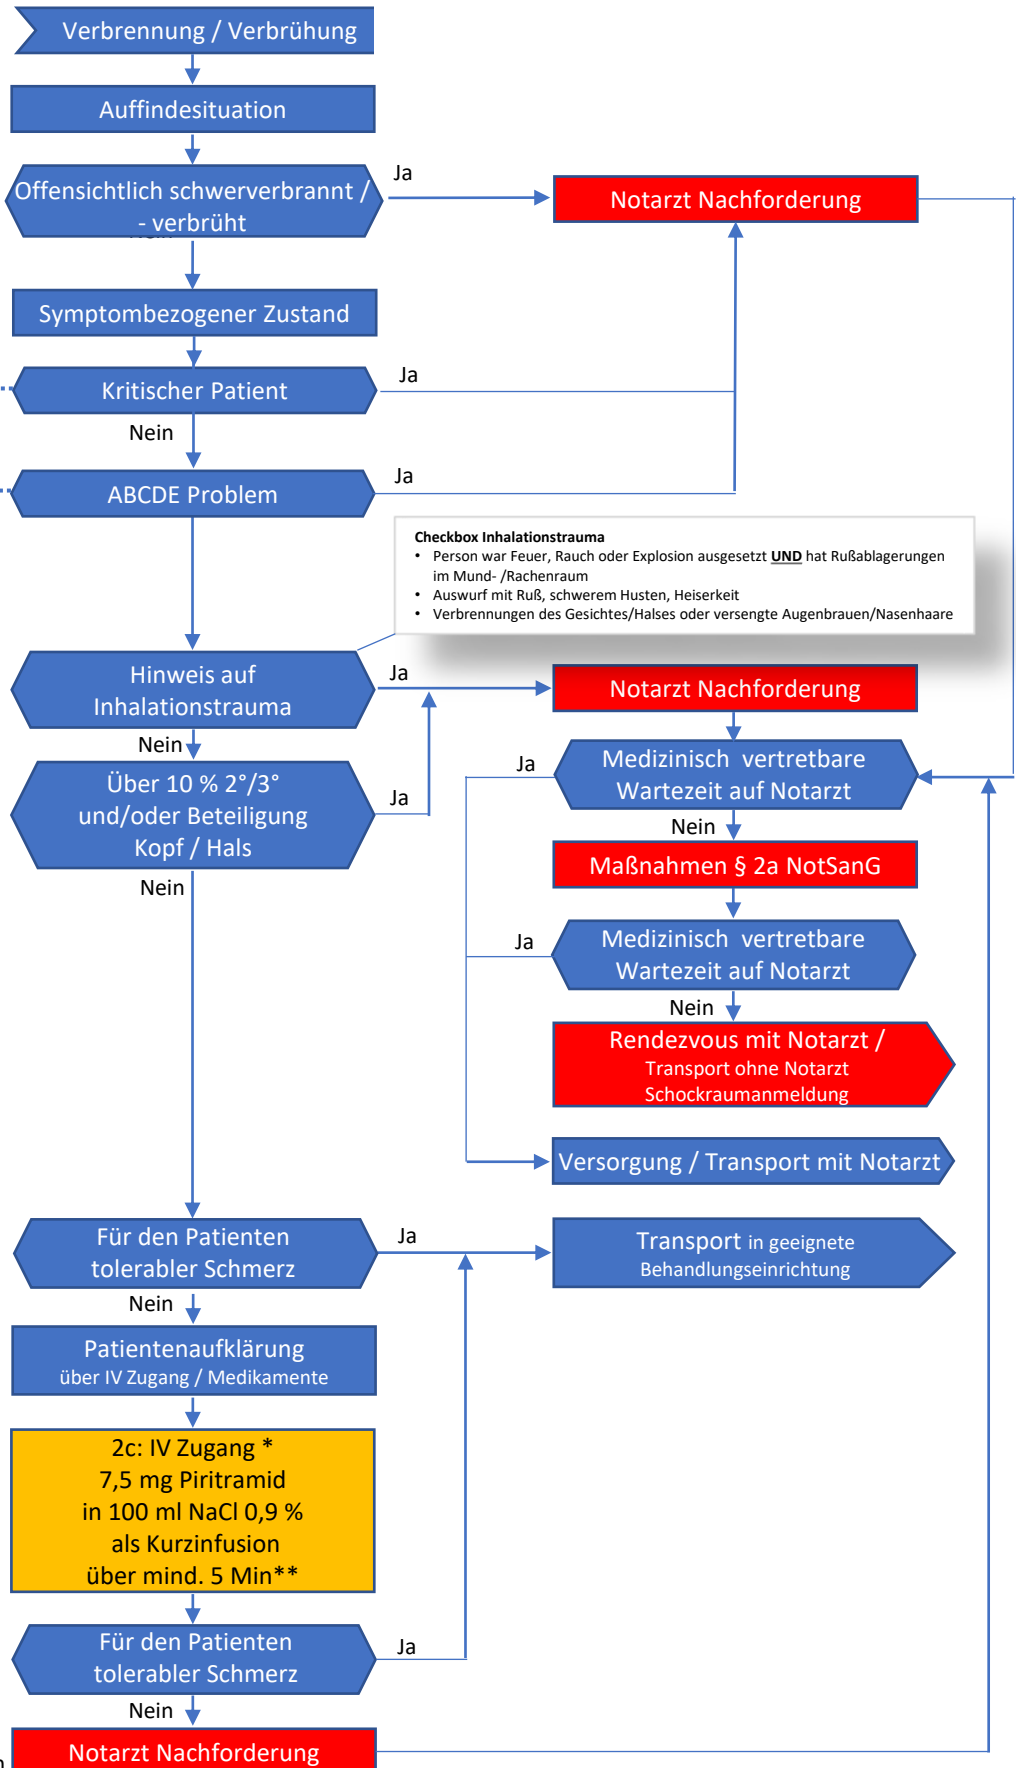 Verbrennung / Verbrühung
Auffindesituation
Offensichtlich schwerverbrannt /
- verbrüht
Ja
Notarzt Nachforderung
Nein
Symptombezogener Zustand
Kritischer Patient
Ja
Nein
ABCDE Problem
Ja
Checkbox Inhalationstrauma
• Person war Feuer, Rauch oder Explosion ausgesetzt UND hat Rußablagerungen
im Mund- /Rachenraum
• Auswurf mit Ruß, schwerem Husten, Heiserkeit
• Verbrennungen des Gesichtes/Halses oder versengte Augenbrauen/Nasenhaare
Hinweis auf
Inhalationstrauma
Ja
Notarzt Nachforderung
Nein
Über 10 % 2°/3°
und/oder Beteiligung
Kopf / Hals
Ja
Nein
Medizinisch vertretbare
Wartezeit auf Notarzt
Ja
Nein
Maßnahmen § 2a NotSanG
Medizinisch vertretbare
Wartezeit auf Notarzt
Ja
Nein
Rendezvous mit Notarzt /
Transport ohne Notarzt
Schockraumanmeldung
Versorgung / Transport mit Notarzt
Für den Patienten
tolerabler Schmerz
Ja
Transport in geeignete
Behandlungseinrichtung
Nein
Patientenaufklärung
über IV Zugang / Medikamente
2c: IV Zugang *
7,5 mg Piritramid
in 100 ml NaCl 0,9 %
als Kurzinfusion
über mind. 5 Min**
Für den Patienten
tolerabler Schmerz
Ja
Nein
Notarzt Nachforderung